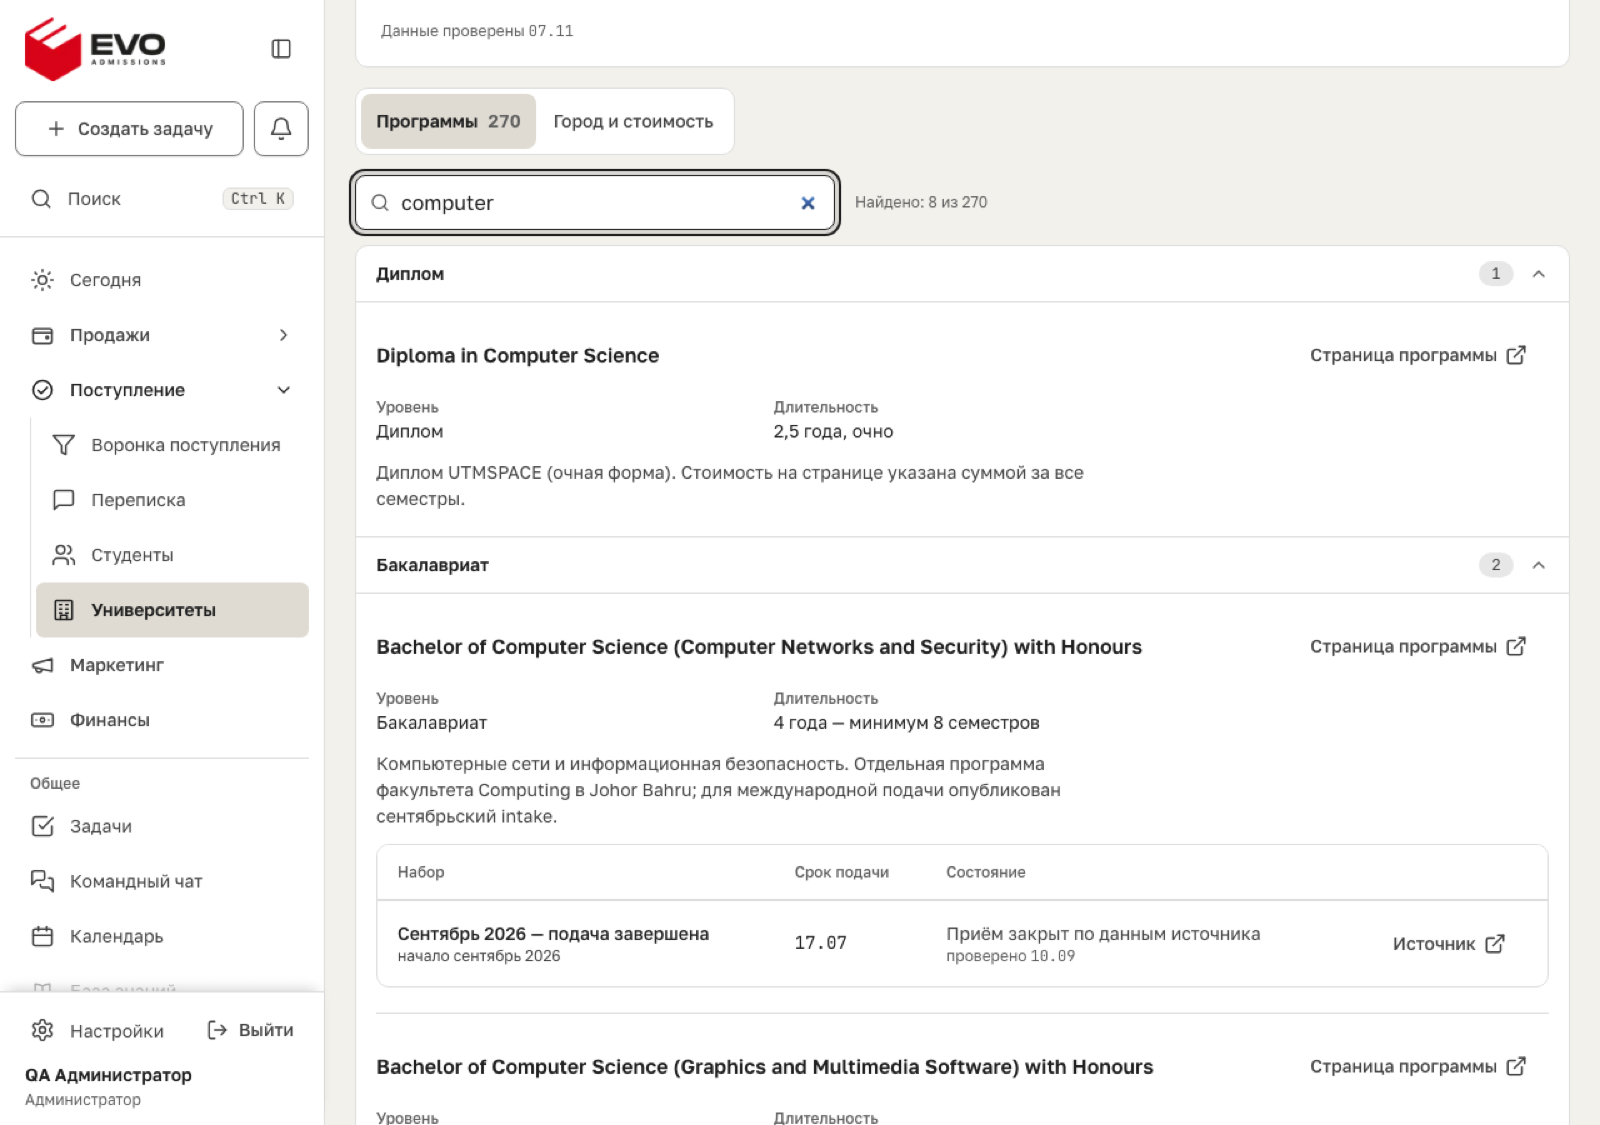 EVO
ADMISSIONS
Создать задачу
Поиск
Ctrl K
Сегодня
Продажи
Поступление
Воронка поступления
Переписка
Студенты
Университеты
Маркетинг
Финансы
Общее
Задачи
Командный чат
Календарь
База знаний
Настройки
Выйти
QA Администратор
Администратор
Данные проверены 07.11
Программы 270
Город и стоимость
computer
Найдено: 8 из 270
Диплом
1
Diploma in Computer Science
Страница программы
Уровень
Длительность
Диплом
2,5 года, очно
Диплом UTMSPACE (очная форма). Стоимость на странице указана суммой за все
семестры.
Бакалавриат
2
Bachelor of Computer Science (Computer Networks and Security) with Honours
Страница программы
Уровень
Длительность
Бакалавриат
4 года — минимум 8 семестров
Компьютерные сети и информационная безопасность. Отдельная программа
факультета Computing в Johor Bahru; для международной подачи опубликован
сентябрьский intake.
Набор
Срок подачи
Состояние
Сентябрь 2026 — подача завершена
начало сентябрь 2026
17.07
Приём закрыт по данным источника
проверено 10.09
Источник
Bachelor of Computer Science (Graphics and Multimedia Software) with Honours
Страница программы
Уровень
Длительность